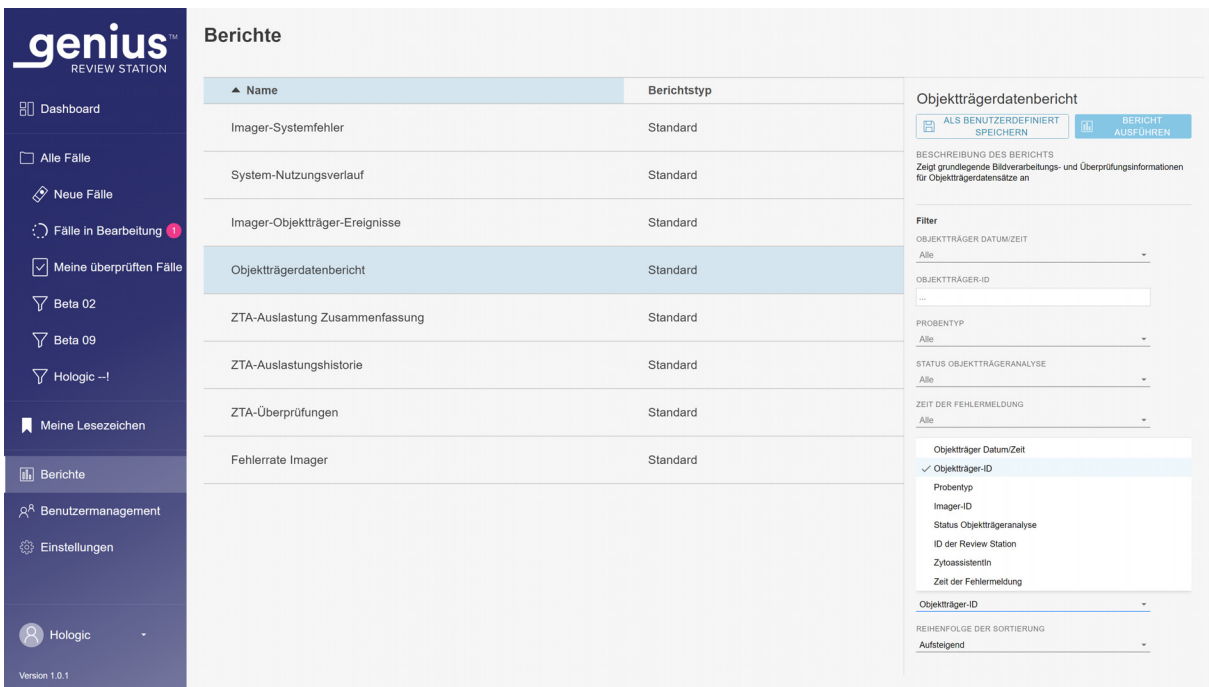 genius™
REVIEW STATION
Dashboard
Alle Fälle
Neue Fälle
Fälle in Bearbeitung 1
Meine überprüften Fälle
Beta 02
Beta 09
Hologic --!
Meine Lesezeichen
Berichte
Benutzermanagement
Einstellungen
Hologic
Version 1.0.1
Berichte
Name Berichtstyp
Imager-Systemfehler Standard
System-Nutzungsverlauf Standard
Imager-Objektträger-Ereignisse Standard
Objektträgerdatenbericht Standard
ZTA-Auslastung Zusammenfassung Standard
ZTA-Auslastungshistorie Standard
ZTA-Überprüfungen Standard
Fehlerrate Imager Standard
Objektträgerdatenbericht
ALS BENUTZERDEFINIERT
SPEICHERN
BERICHT
AUSFÜHREN
BESCHREIBUNG DES BERICHTS
Zeigt grundlegende Bildverarbeitungs- und Überprüfungsinformationen
für Objektträgerdatensätze an
Filter
OBJEKTTRÄGER DATUM/ZEIT
Alle
OBJEKTTRÄGER-ID
...
PROBENTYP
Alle
STATUS OBJEKTTRÄGERANALYSE
Alle
ZEIT DER FEHLERMELDUNG
Alle
Objektträger Datum/Zeit
Objektträger-ID
Probentyp
Imager-ID
Status Objektträgeranalyse
ID der Review Station
ZytoassistentIn
Zeit der Fehlermeldung
Objektträger-ID
REIHENFOLGE DER SORTIERUNG
Aufsteigend